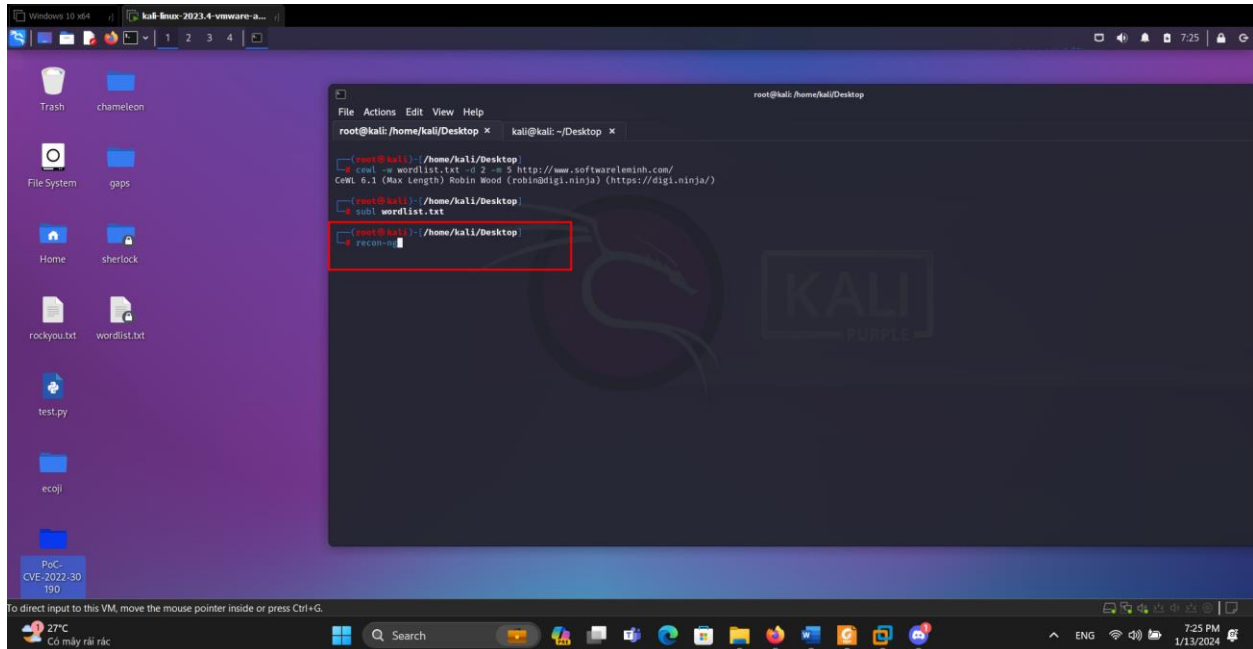 Windows 10 x64
kali-linux-2023.4-vmware-a...
1 2 3 4
7:25
Trash
chameleon
File System
gaps
Home
sherlock
rockyou.txt
wordlist.txt
test.py
ecoji
PoC-
CVE-2022-30
190
root@kali: /home/kali/Desktop
File Actions Edit View Help
root@kali: /home/kali/Desktop ×
kali@kali: ~/Desktop ×
(root㉿kali)-[/home/kali/Desktop]
# cewl -w wordlist.txt -d 2 -m 5 http://www.softwareleminh.com/
CeWL 6.1 (Max Length) Robin Wood (robin@digi.ninja) (https://digi.ninja/)
(root㉿kali)-[/home/kali/Desktop]
# subl wordlist.txt
(root㉿kali)-[/home/kali/Desktop]
# recon-ng
KALI
PURPLE
To direct input to this VM, move the mouse pointer inside or press Ctrl+G.
1
27°C
Có mây rải rác
Search
ENG
7:25 PM
1/13/2024